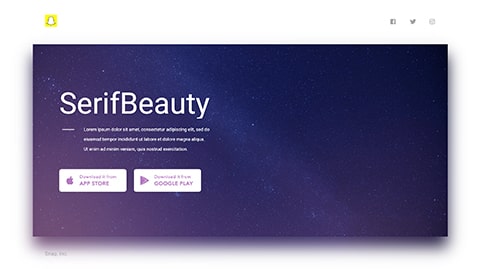 SerifBeauty
Lorem ipsum dolor sit amet, consectetur adipiscing elit, sed do
eiusmod tempor incididunt ut labore et dolore magna aliqua.
Ut enim ad minim veniam, quis nostrud exercitation.
Download it from
APP STORE
Download it from
GOOGLE PLAY
Snap, Inc.